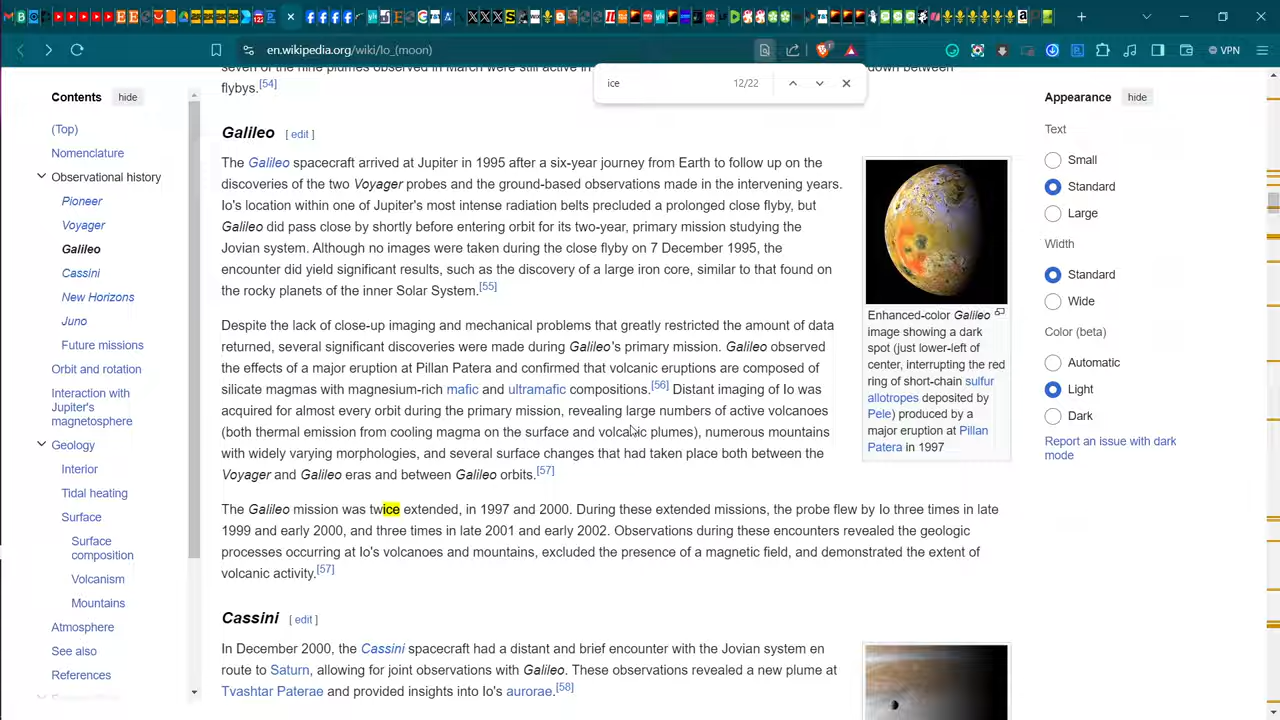 en.wikipedia.org/wiki/Io_(moon)
VPN
ice
12/22
seven of the nine plumes observed in March were still active in
down between
flybys.[54]
Contents hide
(Top)
Nomenclature
Observational history
Pioneer
Voyager
Galileo
Cassini
New Horizons
Juno
Future missions
Orbit and rotation
Interaction with
Jupiter's
magnetosphere
Geology
Interior
Tidal heating
Surface
Surface
composition
Volcanism
Mountains
Atmosphere
See also
References
Galileo [ edit ]
The Galileo spacecraft arrived at Jupiter in 1995 after a six-year journey from Earth to follow up on the
discoveries of the two Voyager probes and the ground-based observations made in the intervening years.
Io's location within one of Jupiter's most intense radiation belts precluded a prolonged close flyby, but
Galileo did pass close by shortly before entering orbit for its two-year, primary mission studying the
Jovian system. Although no images were taken during the close flyby on 7 December 1995, the
encounter did yield significant results, such as the discovery of a large iron core, similar to that found on
the rocky planets of the inner Solar System.[55]
Despite the lack of close-up imaging and mechanical problems that greatly restricted the amount of data
returned, several significant discoveries were made during Galileo's primary mission. Galileo observed
the effects of a major eruption at Pillan Patera and confirmed that volcanic eruptions are composed of
silicate magmas with magnesium-rich mafic and ultramafic compositions.[56] Distant imaging of Io was
acquired for almost every orbit during the primary mission, revealing large numbers of active volcanoes
(both thermal emission from cooling magma on the surface and volcanic plumes), numerous mountains
with widely varying morphologies, and several surface changes that had taken place both between the
Voyager and Galileo eras and between Galileo orbits.[57]
The Galileo mission was twice extended, in 1997 and 2000. During these extended missions, the probe flew by Io three times in late
1999 and early 2000, and three times in late 2001 and early 2002. Observations during these encounters revealed the geologic
processes occurring at Io's volcanoes and mountains, excluded the presence of a magnetic field, and demonstrated the extent of
volcanic activity.[57]
Enhanced-color Galileo
image showing a dark
spot (just lower-left of
center, interrupting the red
ring of short-chain sulfur
allotropes deposited by
Pele) produced by a
major eruption at Pillan
Patera in 1997
Cassini [ edit ]
In December 2000, the Cassini spacecraft had a distant and brief encounter with the Jovian system en
route to Saturn, allowing for joint observations with Galileo. These observations revealed a new plume at
Tvashtar Paterae and provided insights into Io's aurorae.[58]
Appearance hide
Text
Small
Standard
Large
Width
Standard
Wide
Color (beta)
Automatic
Light
Dark
Report an issue with dark
mode